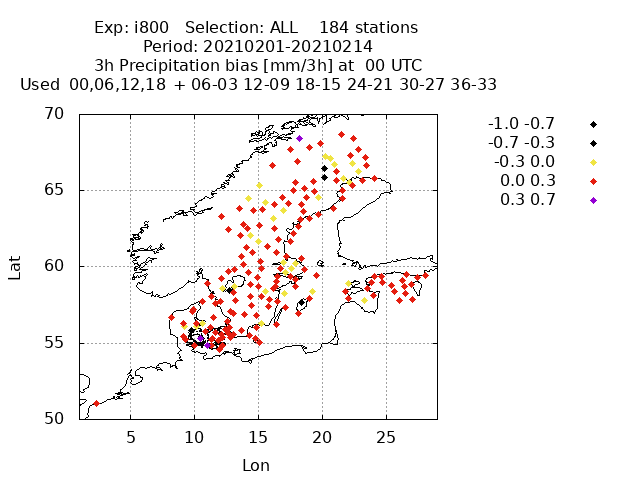 Exp: i800 Selection: ALL 184 stations
Period: 20210201-20210214
3h Precipitation bias [mm/3h] at 00 UTC
Used 00,06,12,18 + 06-03 12-09 18-15 24-21 30-27 36-33
-1.0 -0.7
-0.7 -0.3
-0.3 0.0
0.0 0.3
0.3 0.7
70
65
60
55
50
Lat
5 10 15 20 25
Lon